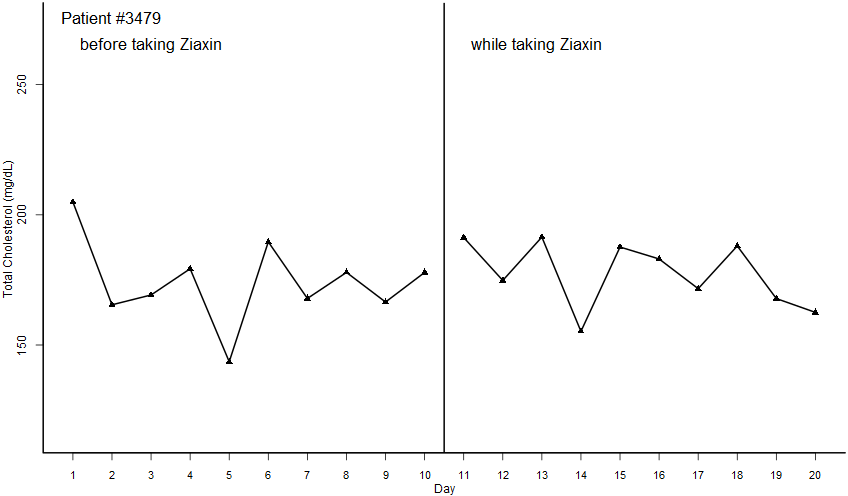 Patient #3479
before taking Ziaxin
while taking Ziaxin
Total Cholesterol (mg/dL)
250
200
150
1 2 3 4 5 6 7 8 9 10 11 12 13 14 15 16 17 18 19 20
Day